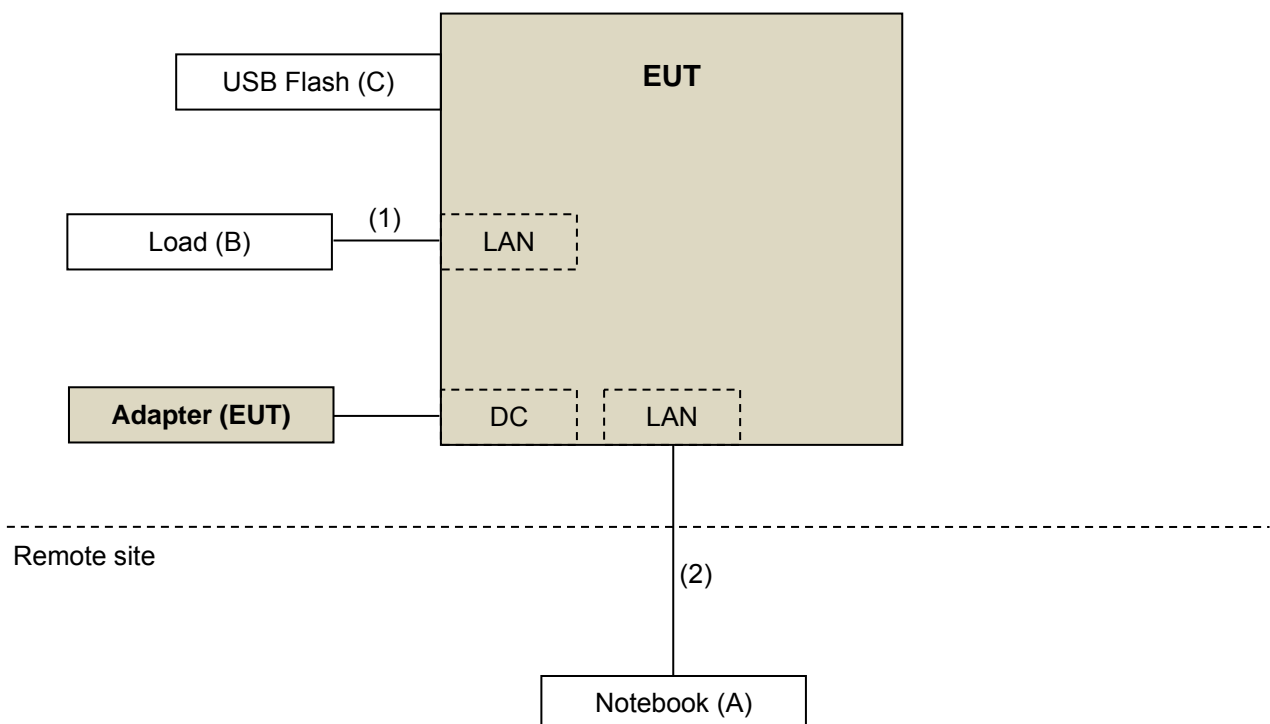 EUT
USB Flash (C)
(1)
Load (B)
LAN
Adapter (EUT)
DC
LAN
Remote site
(2)
Notebook (A)